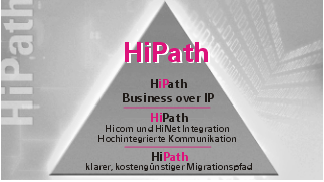 HiPath
HiPath
HiPath
Business over IP
HiPath
Hicom und HiNet Integration
Hochintegrierte Kommunikation
HiPath
klarer, kostengünstiger Migrationspfad